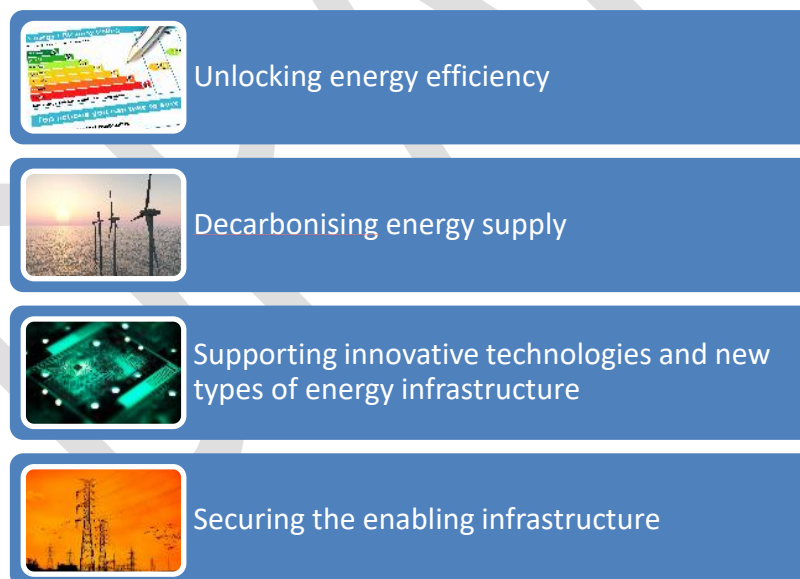 Unlocking energy efficiency
Decarbonising energy supply
Supporting innovative technologies and new
types of energy infrastructure
Securing the enabling infrastructure